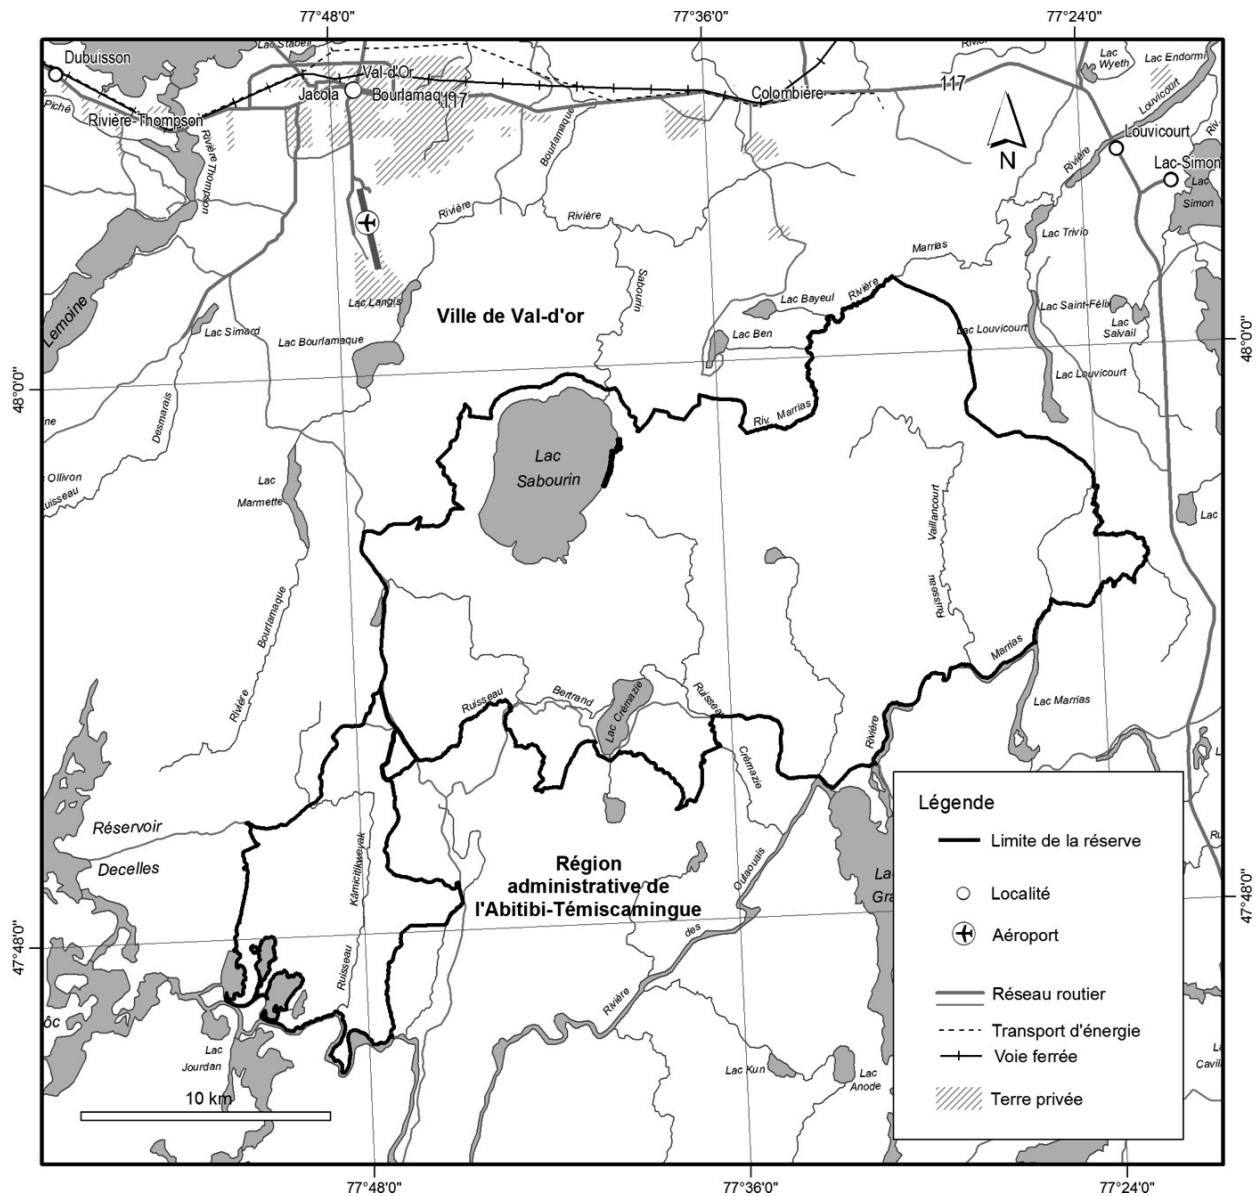 77°48'0"
77°36'0"
77°24'0"
Lac Stabell
Dubuisson
Val-d'Or
Jacola
Bourlamaque
117
Colombière
117
Lac
Wyeth
Lac Endormi
Piché
Rivière-Thompson
Rivière Thompson
Bourlamaque
N
Louvicourt
Rivière
Louvicourt
Riv.
Lac-Simon
Lac
Simon
Rivière
Rivière
Lac Trivio
Marrias
Sabourin
Lemoine
Lac Langis
Ville de Val-d'or
Lac Bayeul
Rivière
Lac Saint-Félix
Lac
Salvail
Lac Simard
Lac Bourlamaque
Lac Ben
Lac Louvicourt
48°0'0"
48°0'0"
Lac Louvicourt
Desmarais
Riv. Marrias
Ollivon
Lac
Marmette
Lac
Sabourin
Vaillancourt
Ruisseau
Lac
Bourlamaque
Rivière
Marrias
Ruisseau
Bertrand
Lac Crémazie
Ruisseau
Lac Marrias
Rivière
Crémazie
Réservoir
Decelles
Kâmicitikweyak
Ruisseau
Région
administrative de
l'Abitibi-Témiscamingue
Outaouais
des
Rivière
47°48'0"
47°48'0"
Lac
Jourdan
Lac Kun
Lac
Anode
10 km
Légende
Limite de la réserve
Localité
Aéroport
Réseau routier
Transport d'énergie
Voie ferrée
Terre privée
77°48'0"
77°36'0"
77°24'0"